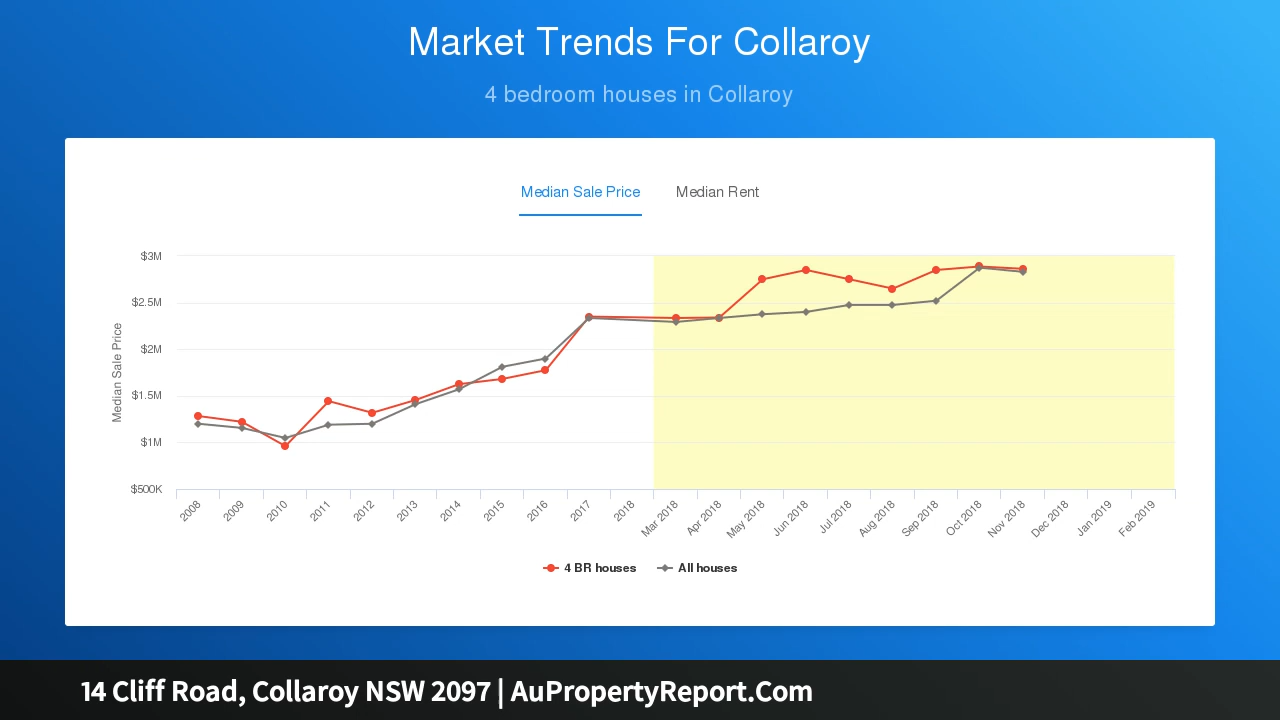 Market Trends For Collaroy
4 bedroom houses in Collaroy
Median Sale Price
Median Rent
Median Sale Price
$3M
$2.5M
$2M
$1.5M
$1M
$500K
2008
2009
2010
2011
2012
2013
2014
2015
2016
2017
2018
Mar 2018
Apr 2018
May 2018
Jun 2018
Jul 2018
Aug 2018
Sep 2018
Oct 2018
Nov 2018
Dec 2018
Jan 2019
Feb 2019
4 BR houses
All houses
14 Cliff Road, Collaroy NSW 2097 | AuPropertyReport.Com